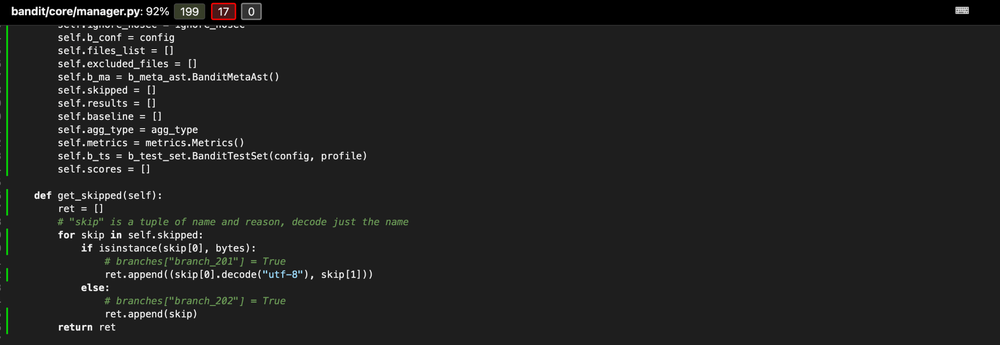 bandit/core/manager.py: 92% 199 17 0
self.ignore_nosec = ignore_nosec
self.b_conf = config
self.files_list = []
self.excluded_files = []
self.b_ma = b_meta_ast.BanditMetaAst()
self.skipped = []
self.results = []
self.baseline = []
self.agg_type = agg_type
self.metrics = metrics.Metrics()
self.b_ts = b_test_set.BanditTestSet(config, profile)
self.scores = []
def get_skipped(self):
ret = []
# "skip" is a tuple of name and reason, decode just the name
for skip in self.skipped:
if isinstance(skip[0], bytes):
# branches["branch_201"] = True
ret.append((skip[0].decode("utf-8"), skip[1]))
else:
# branches["branch_202"] = True
ret.append(skip)
return ret